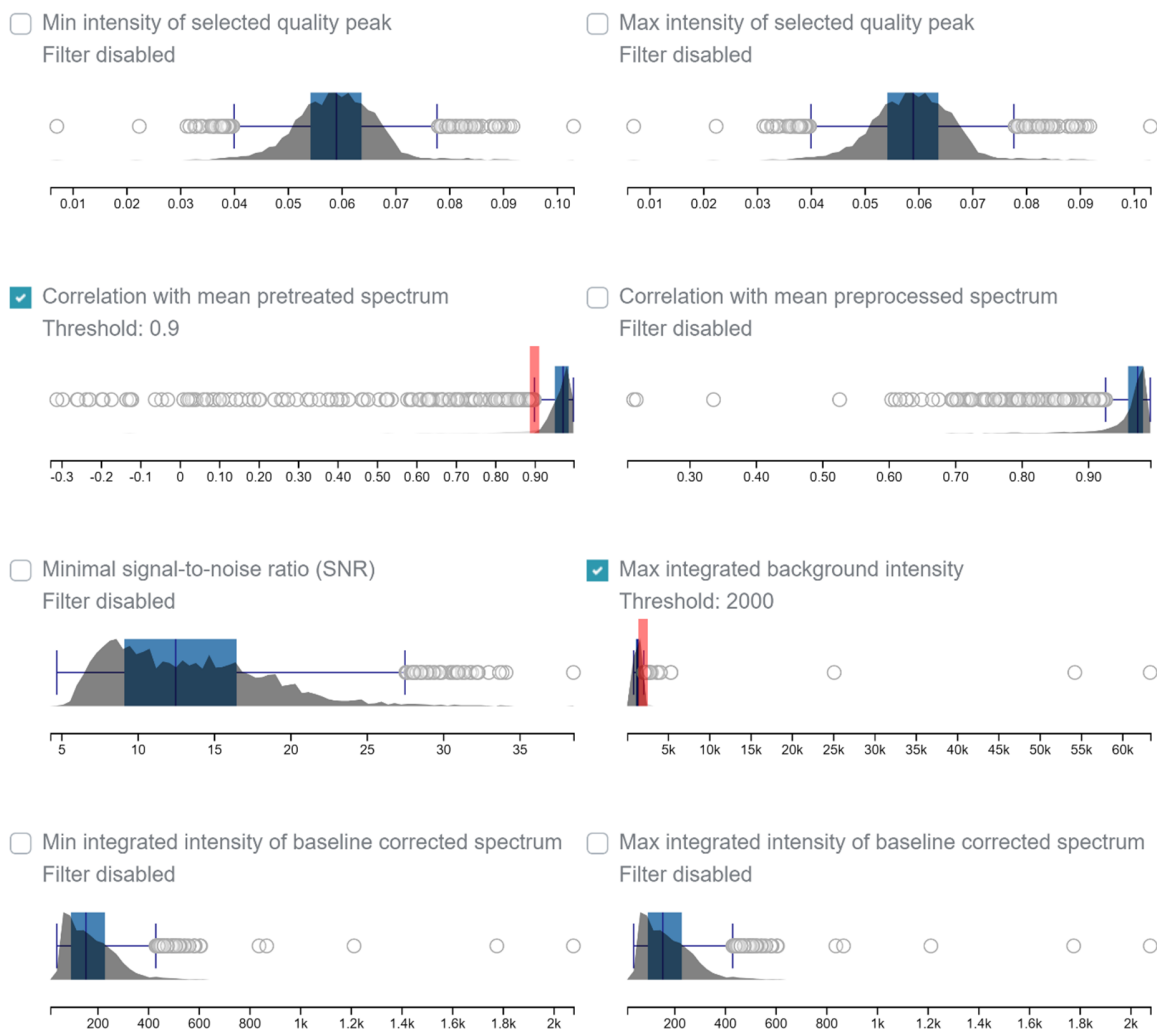 Min intensity of selected quality peak
Filter disabled
0.01 0.02 0.03 0.04 0.05 0.06 0.07 0.08 0.09 0.10
Max intensity of selected quality peak
Filter disabled
0.01 0.02 0.03 0.04 0.05 0.06 0.07 0.08 0.09 0.10
Correlation with mean pretreated spectrum
Threshold: 0.9
-0.3 -0.2 -0.1 0 0.10 0.20 0.30 0.40 0.50 0.60 0.70 0.80 0.90
Correlation with mean preprocessed spectrum
Filter disabled
0.30 0.40 0.50 0.60 0.70 0.80 0.90
Minimal signal-to-noise ratio (SNR)
Filter disabled
5 10 15 20 25 30 35
Max integrated background intensity
Threshold: 2000
5k 10k 15k 20k 25k 30k 35k 40k 45k 50k 55k 60k
Min integrated intensity of baseline corrected spectrum
Filter disabled
200 400 600 800 1k 1.2k 1.4k 1.6k 1.8k 2k
Max integrated intensity of baseline corrected spectrum
Filter disabled
200 400 600 800 1k 1.2k 1.4k 1.6k 1.8k 2k